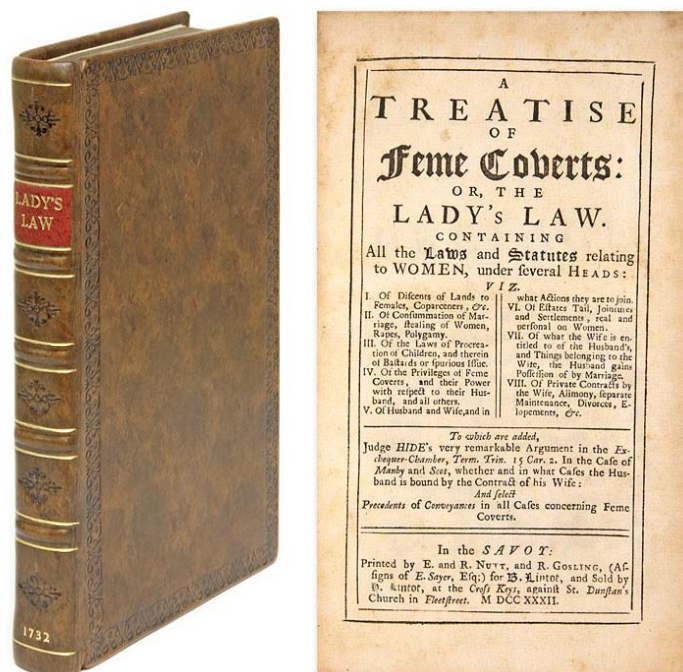 LADY'S
LAW
1732
A
TREATISE
OF
Feme Coverts:
OR, THE
LADY's LAW.
CONTAINING
All the Laws and Statutes relating
to WOMEN, under ſeveral HEADS:
VIZ.
I. Of Diſcents of Lands to
Females, Coparceners, &c.
II. Of Conſummation of Mar-
riage, ſtealing of Women,
Rapes, Polygamy.
III. Of the Laws of Procrea-
tion of Children, and therein
of Baſtards or ſpurious Iſſue.
IV. Of the Privileges of Feme
Coverts, and their Power
with reſpect to their Huſ-
band, and all others.
V. Of Husband and Wife, and in
what Actions they are to join.
VI. Of Eſtates Tail, Jointures
and Settlements, real and
perſonal on Women.
VII. Of what the Wife is en-
titled to of the Husband's,
and Things belonging to the
Wife, the Husband gains
Poſſeſſion of by Marriage.
VIII. Of Private Contracts by
the Wife, Alimony, ſeparate
Maintenance, Divorces, E-
lopements, &c.
To which are added,
Judge HIDE's very remarkable Argument in the Ex-
chequer-Chamber, Term. Trin. 15 Car. 2. In the Caſe of
Manby and Scot, whether and in what Caſes the Hus-
band is bound by the Contract of his Wife:
And ſelect
Precedents of Conveyances in all Caſes concerning Feme
Coverts.
In the SAVOY:
Printed by E. and R. NUTT, and R. GOSLING, (Aſ-
ſigns of E. Sayer, Eſq;) for B. Lintot, and Sold by
H. Lintot, at the Croſs Keys, againſt St. Dunſtan's
Church in Fleetſtreet. M DCC XXXII.